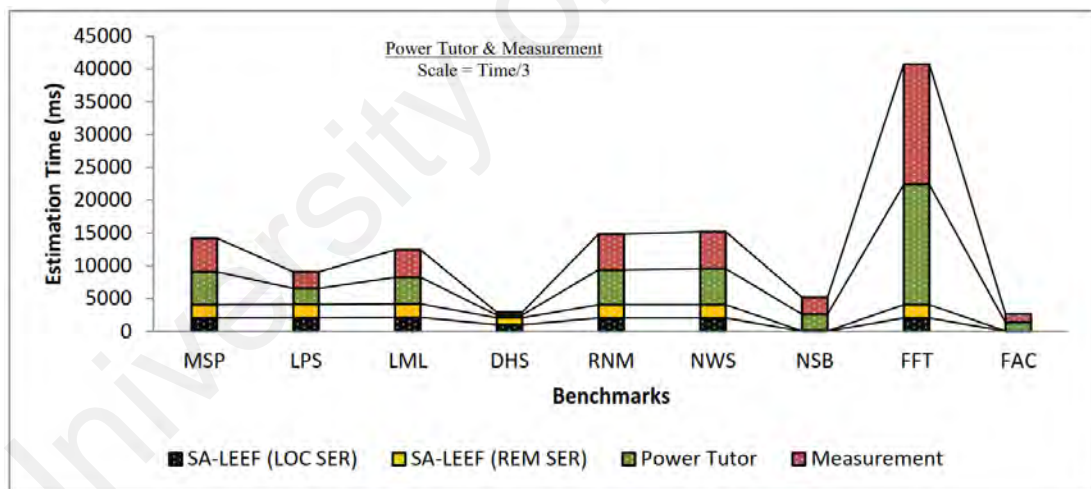 University of
Power Tutor & Measurement
Scale = Time/3
Estimation Time (ms)
45000
40000
35000
30000
25000
20000
15000
10000
5000
0
MSP LPS LML DHS RNM NWS NSB FFT FAC
Benchmarks
SA-LEEF (LOC SER) SA-LEEF (REM SER) Power Tutor Measurement